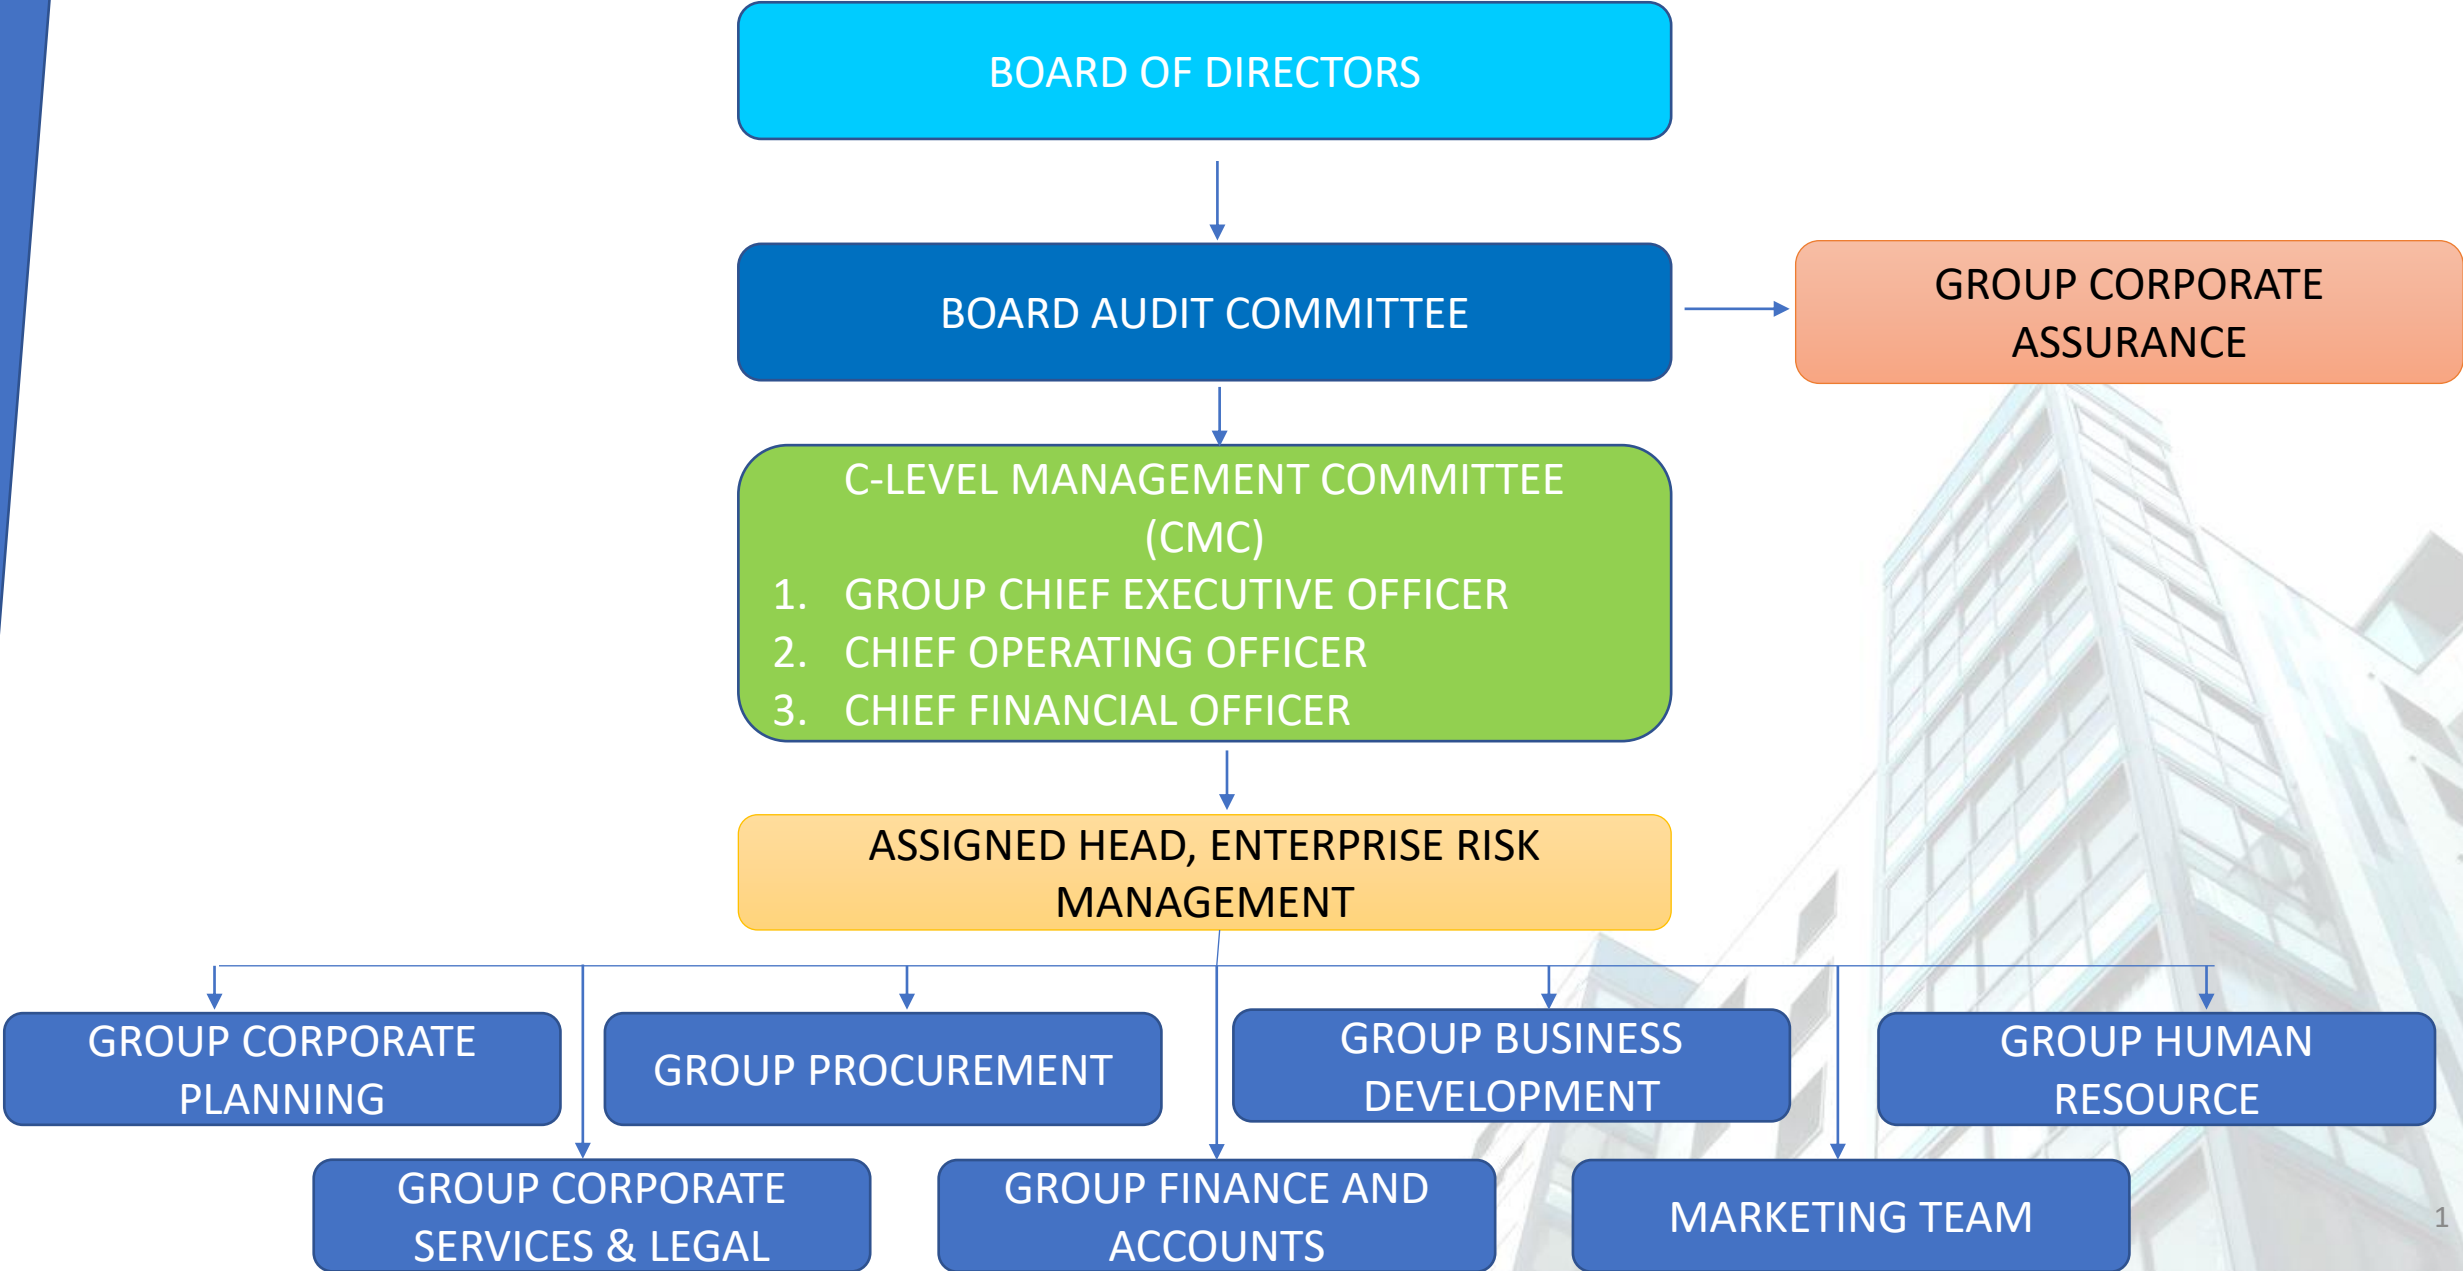 BOARD OF DIRECTORS
BOARD AUDIT COMMITTEE
GROUP CORPORATE
ASSURANCE
C-LEVEL MANAGEMENT COMMITTEE
(CMC)
1. GROUP CHIEF EXECUTIVE OFFICER
2. CHIEF OPERATING OFFICER
3. CHIEF FINANCIAL OFFICER
ASSIGNED HEAD, ENTERPRISE RISK
MANAGEMENT
GROUP CORPORATE
PLANNING
GROUP PROCUREMENT
GROUP BUSINESS
DEVELOPMENT
GROUP HUMAN
RESOURCE
GROUP CORPORATE
SERVICES & LEGAL
GROUP FINANCE AND
ACCOUNTS
MARKETING TEAM
1